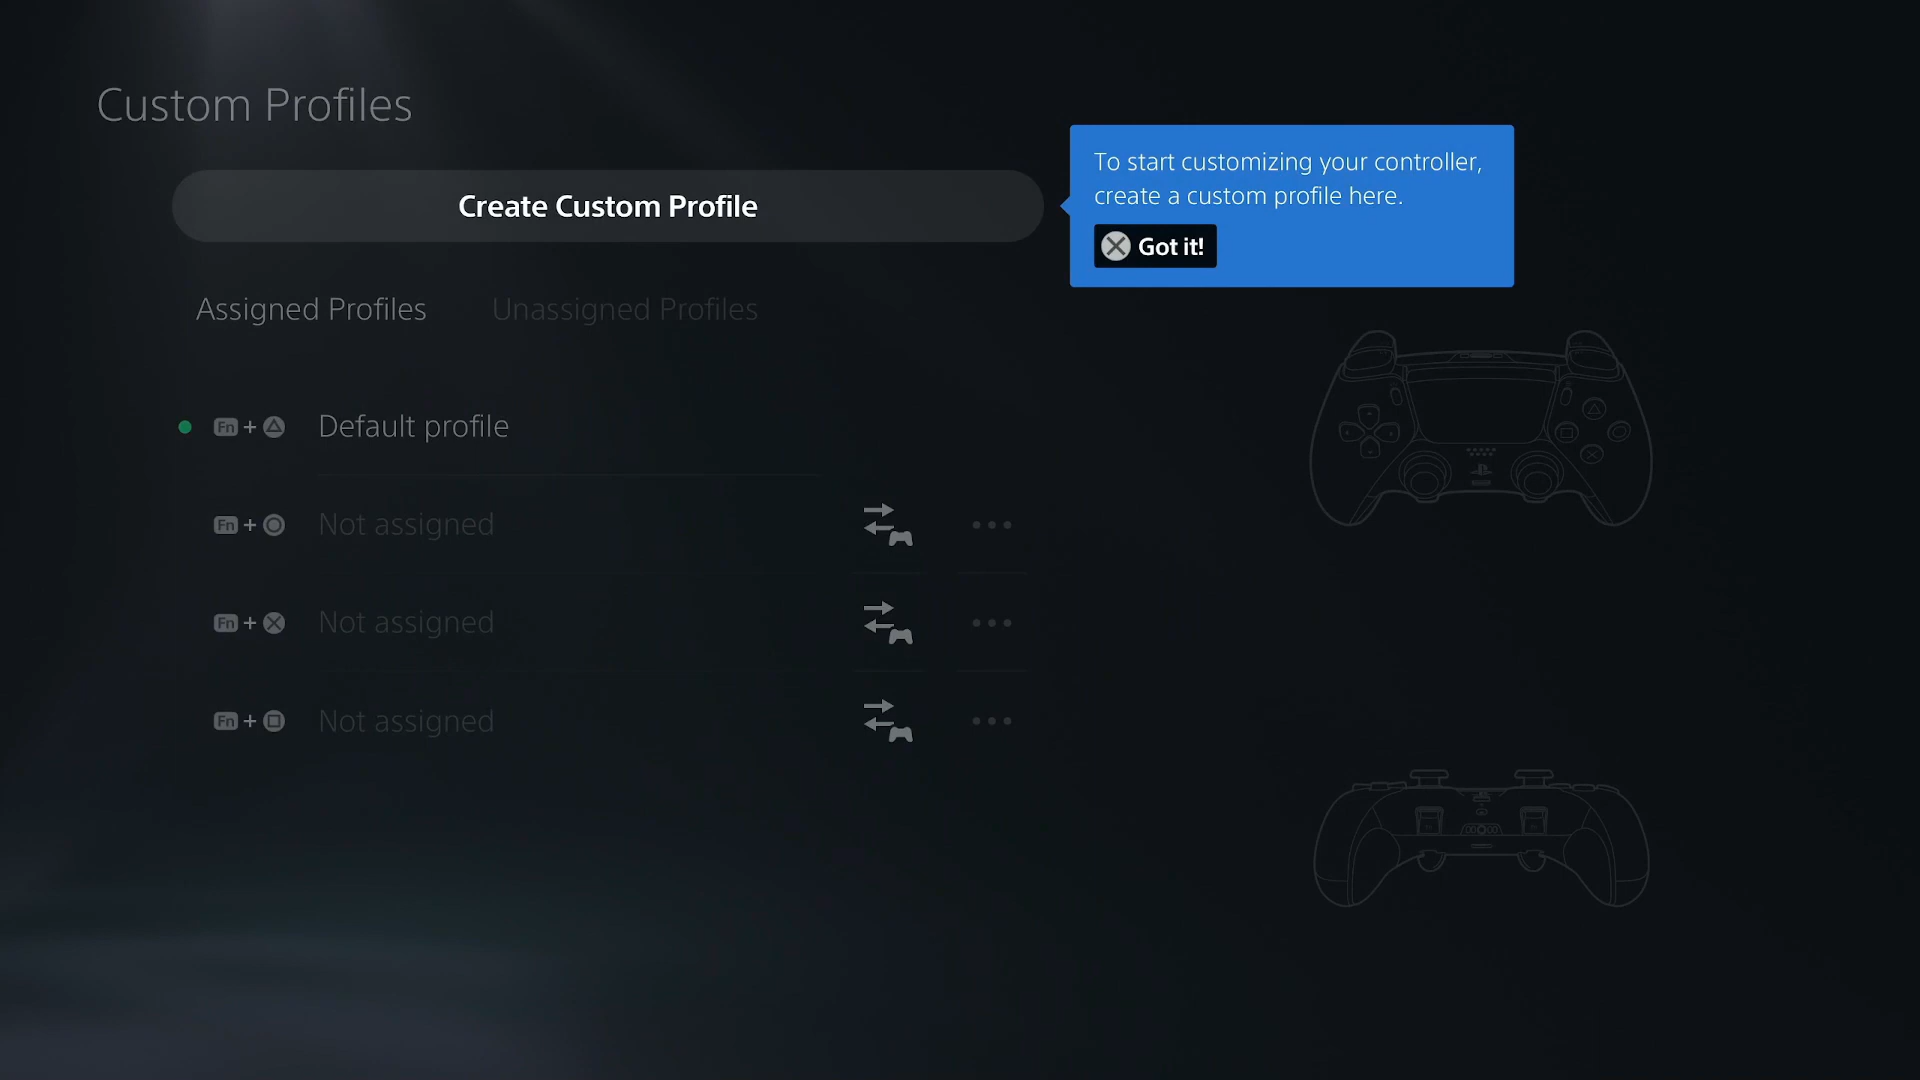 Custom Profiles
Create Custom Profile
To start customizing your controller,
create a custom profile here.
Got it!
Assigned Profiles Unassigned Profiles
Fn + Default profile
Fn + Not assigned
Fn + Not assigned
Fn + Not assigned